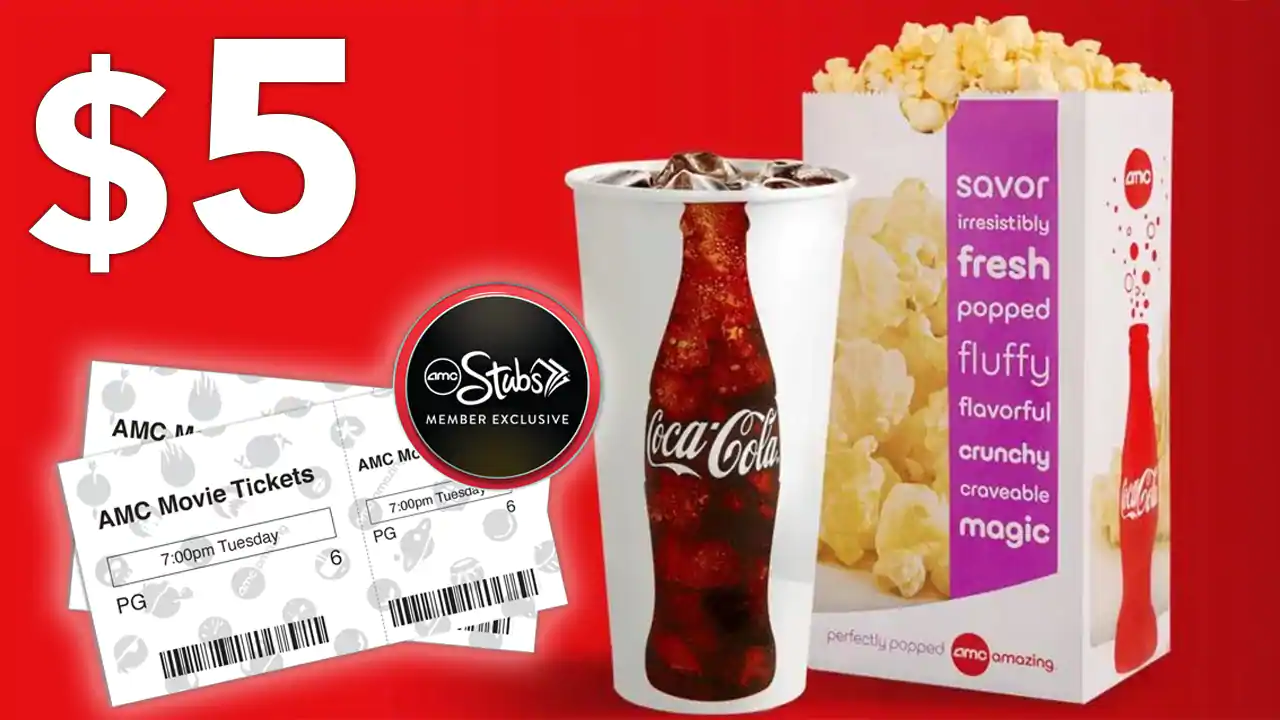 $5
AMC M
AMC Movie Tickets
7:00pm Tuesday
6
PG
AMC Mo
7:00pm Tuesday
6
PG
amc Stubs
MEMBER EXCLUSIVE
Coca-Cola
savor
irresistibly
fresh
popped
fluffy
flavorful
crunchy
craveable
magic
perfectly popped amc amazing
amc
Coca-Cola